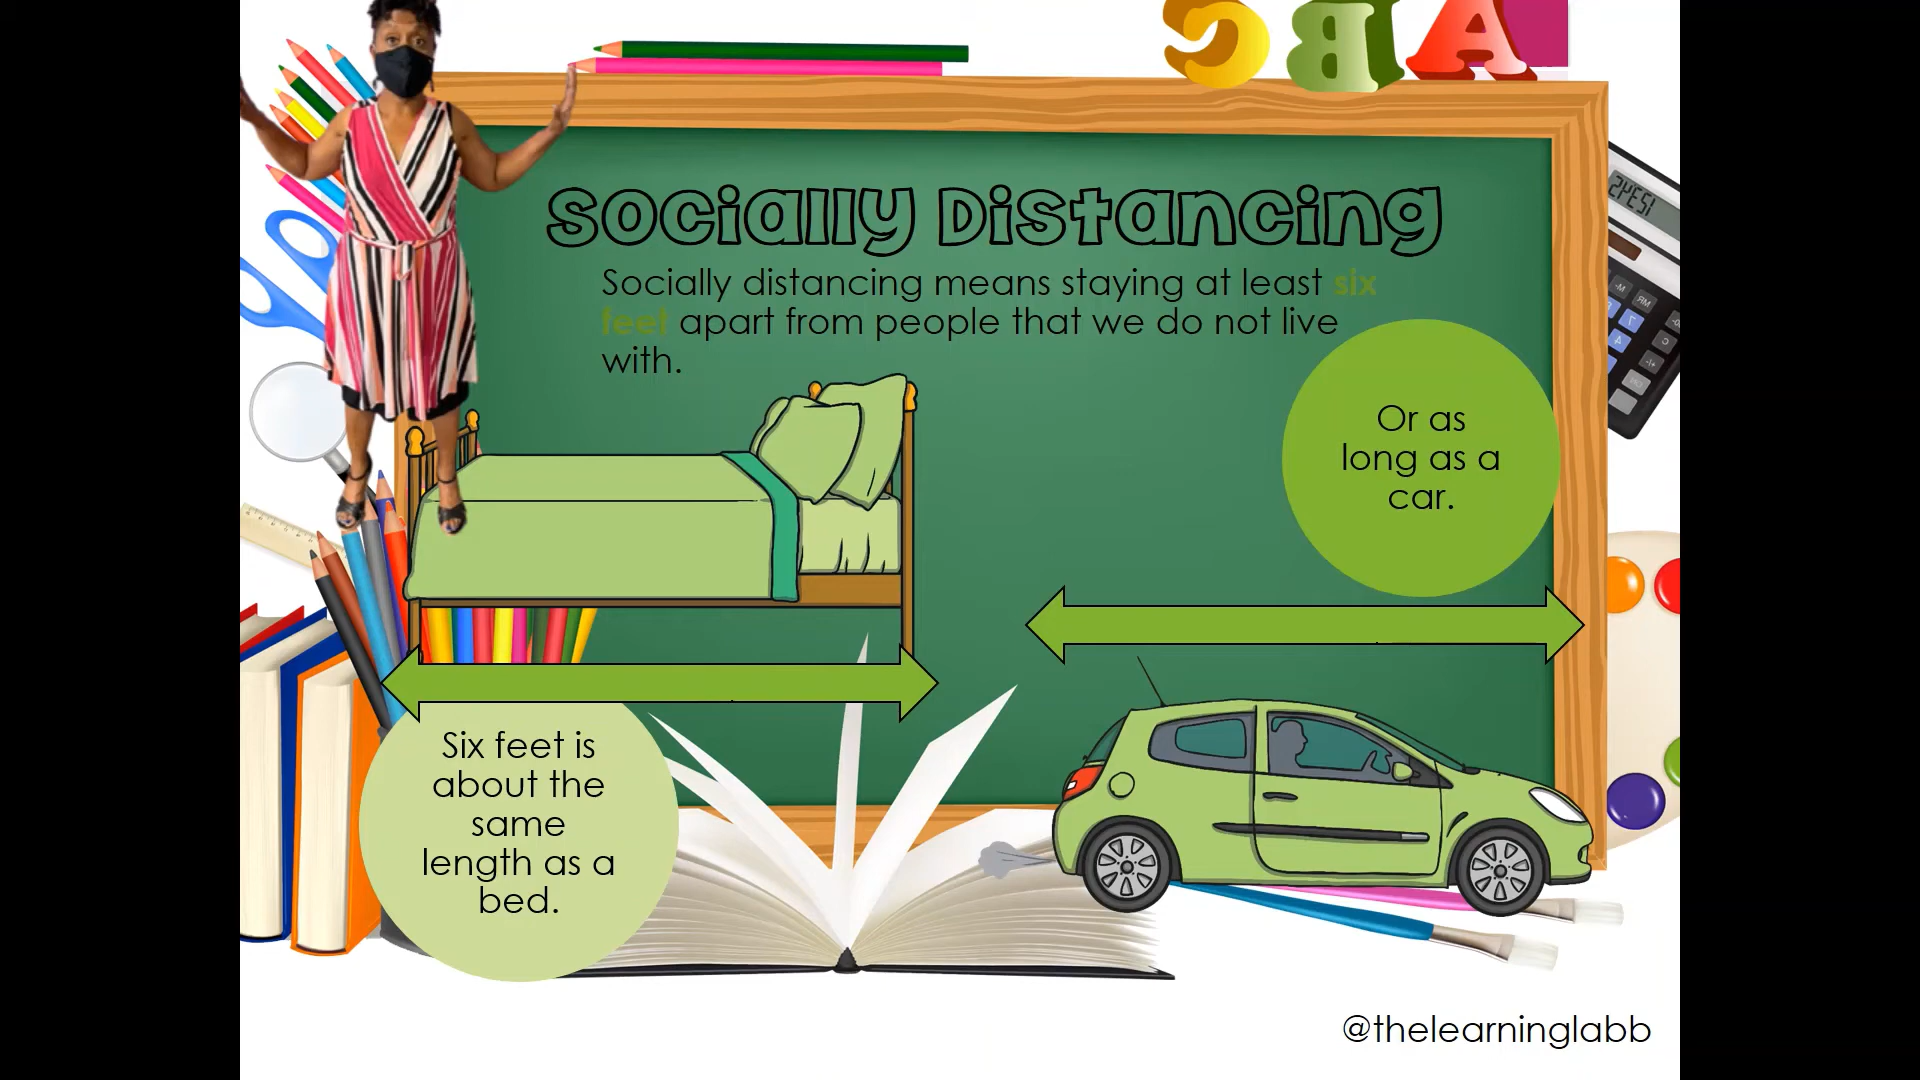 Socially Distancing
Socially distancing means staying at least six
feet apart from people that we do not live
with.
Or as
long as a
car.
Six feet is
about the
same
length as a
bed.
@thelearninglabb